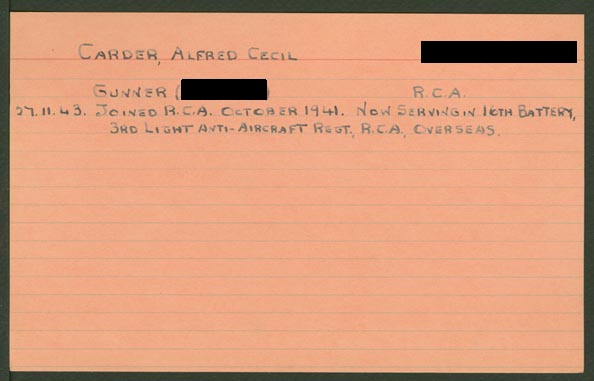 CARDER, ALFRED CECIL
GUNNER ( ) R.C.A.
27.11.43. JOINED R.C.A. OCTOBER 1941. NOW SERVING IN 16TH BATTERY,
3RD LIGHT ANTI-AIRCRAFT REGT, R.C.A, OVERSEAS.